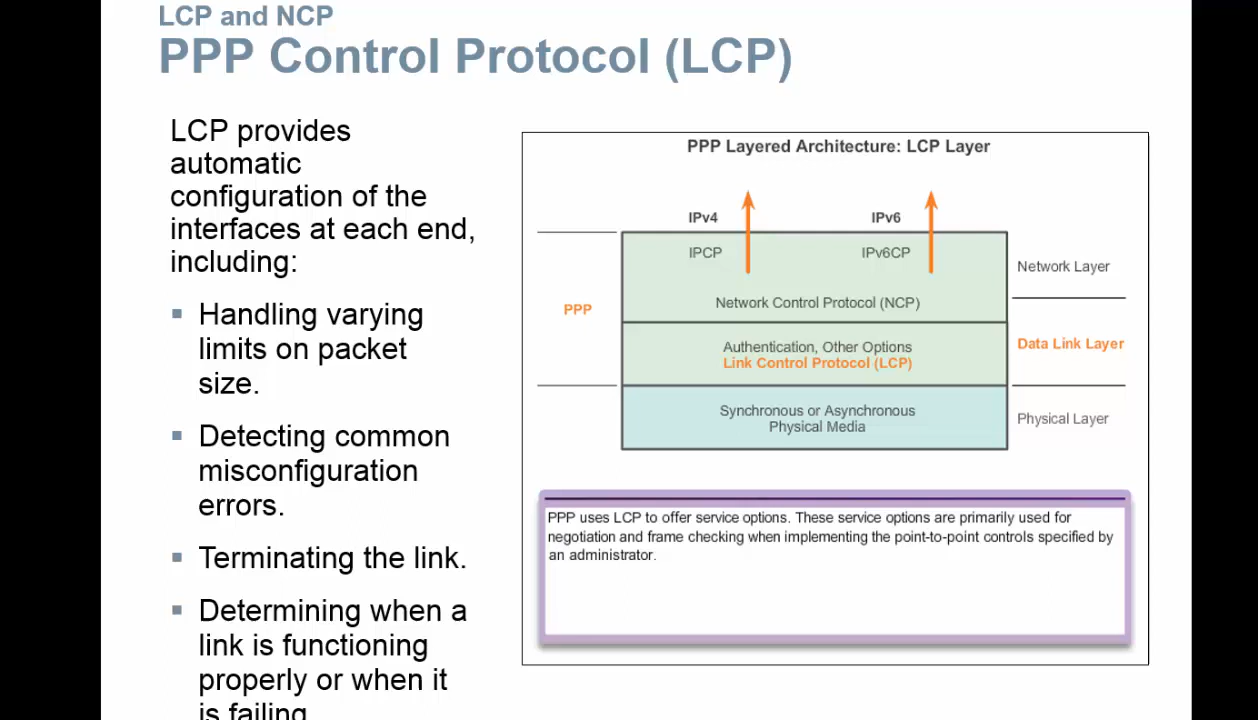 LCP and NCP
PPP Control Protocol (LCP)
LCP provides
automatic
configuration of the
interfaces at each end,
including:
▪ Handling varying
limits on packet
size.
▪ Detecting common
misconfiguration
errors.
▪ Terminating the link.
▪ Determining when a
link is functioning
properly or when it
is failing
PPP Layered Architecture: LCP Layer
IPv4 IPv6
IPCP IPv6CP
Network Layer
Network Control Protocol (NCP)
PPP
Authentication, Other Options
Link Control Protocol (LCP)
Data Link Layer
Synchronous or Asynchronous
Physical Media
Physical Layer
PPP uses LCP to offer service options. These service options are primarily used for
negotiation and frame checking when implementing the point-to-point controls specified by
an administrator.